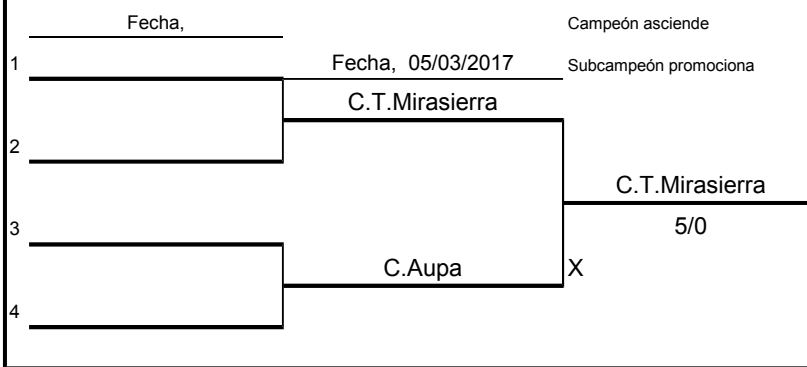 Fecha,
Campeón asciende
1
Fecha, 05/03/2017
Subcampeón promociona
C.T.Mirasierra
2
C.T.Mirasierra
3
5/0
C.Aupa
X
4